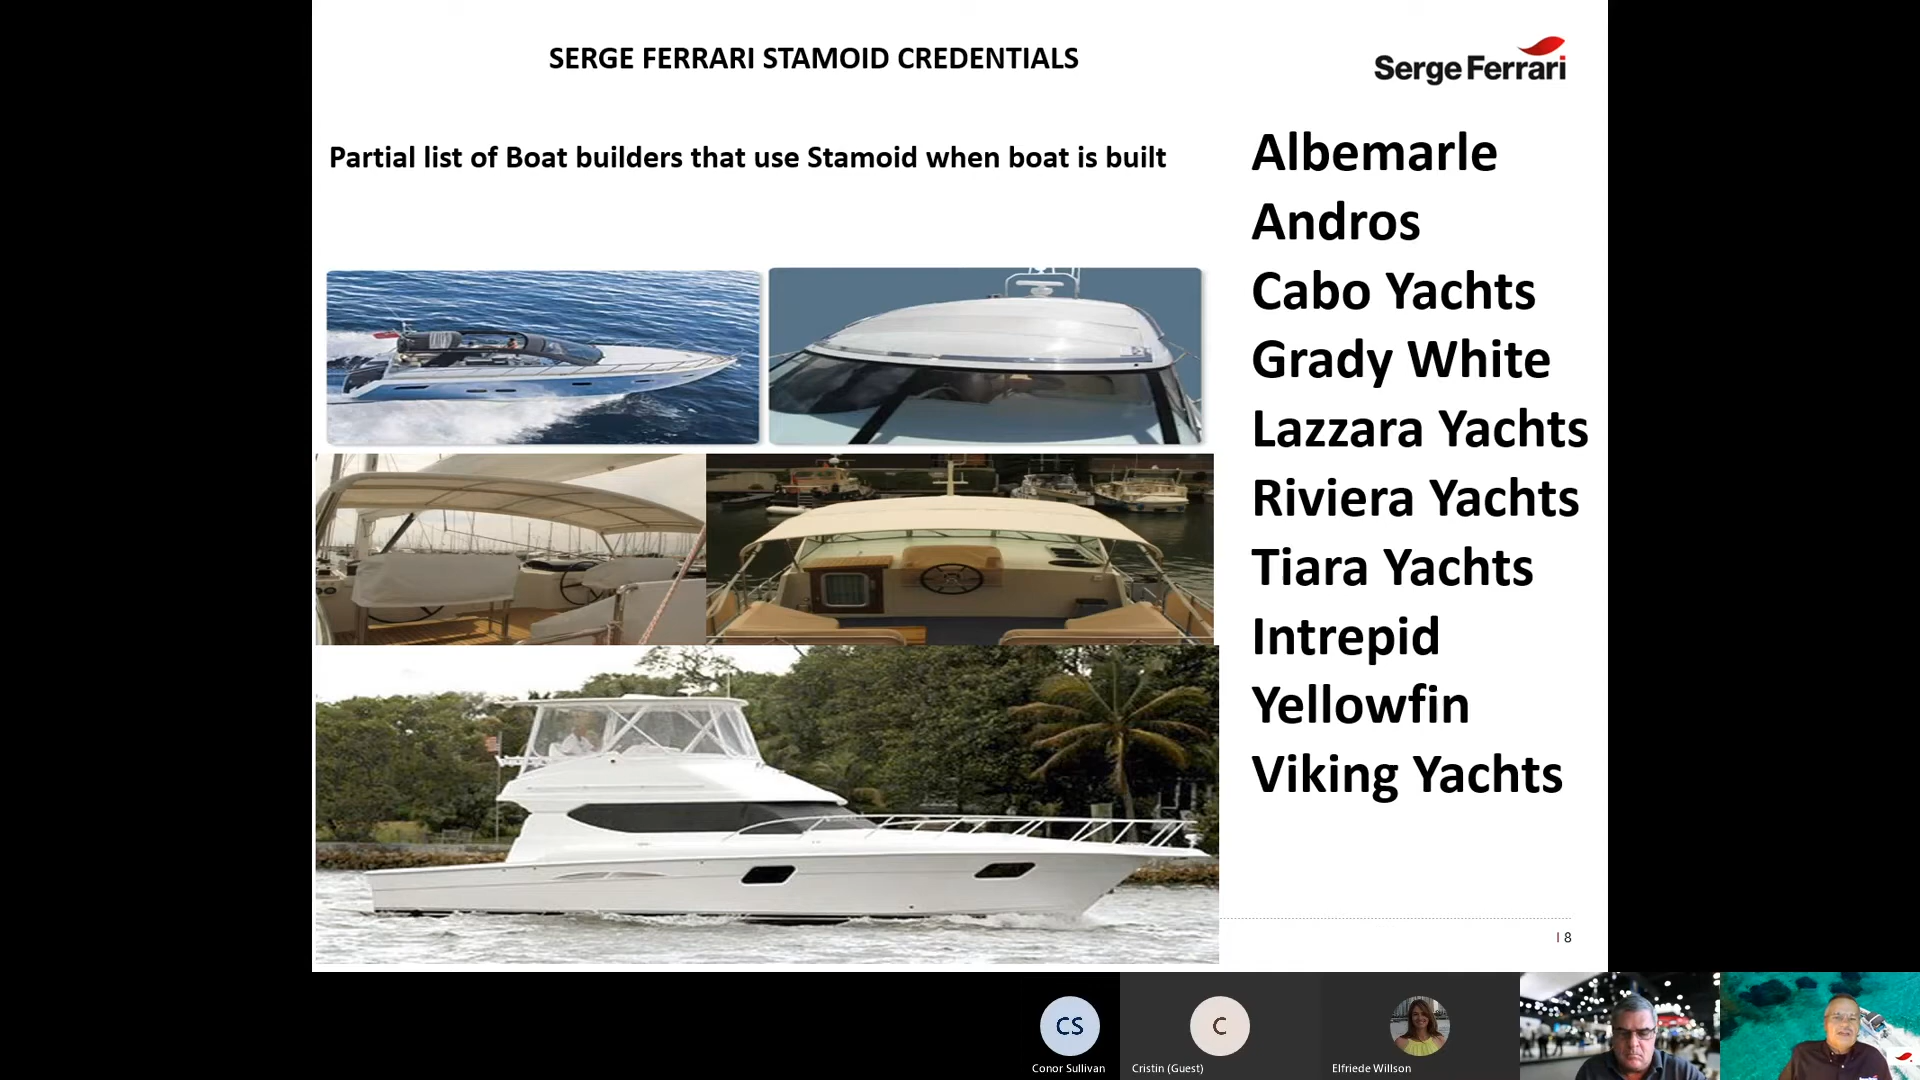 SERGE FERRARI STAMOID CREDENTIALS
Serge Ferrari
Partial list of Boat builders that use Stamoid when boat is built
Albemarle
Andros
Cabo Yachts
Grady White
Lazzara Yachts
Riviera Yachts
Tiara Yachts
Intrepid
Yellowfin
Viking Yachts
| 8
CS
C
Conor Sullivan
Cristin (Guest)
Elfriede Willson